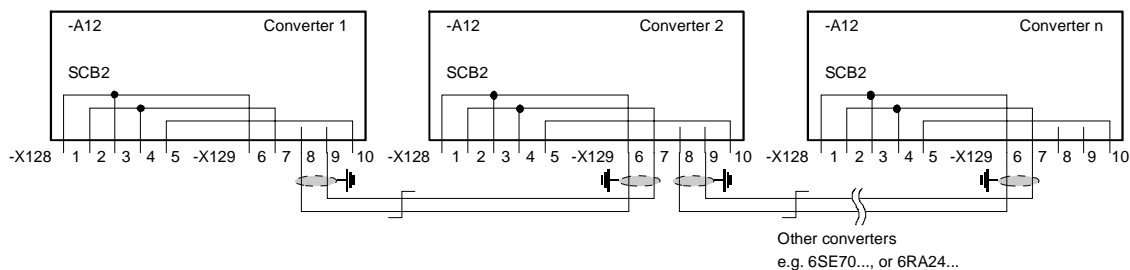 -A12 Converter 1
SCB2
-X128 1 2 3 4 5 -X129 6 7 8 9 10
-A12 Converter 2
SCB2
-X128 1 2 3 4 5 -X129 6 7 8 9 10
-A12 Converter n
SCB2
-X128 1 2 3 4 5 -X129 6 7 8 9 10
Other converters
e.g. 6SE70..., or 6RA24...